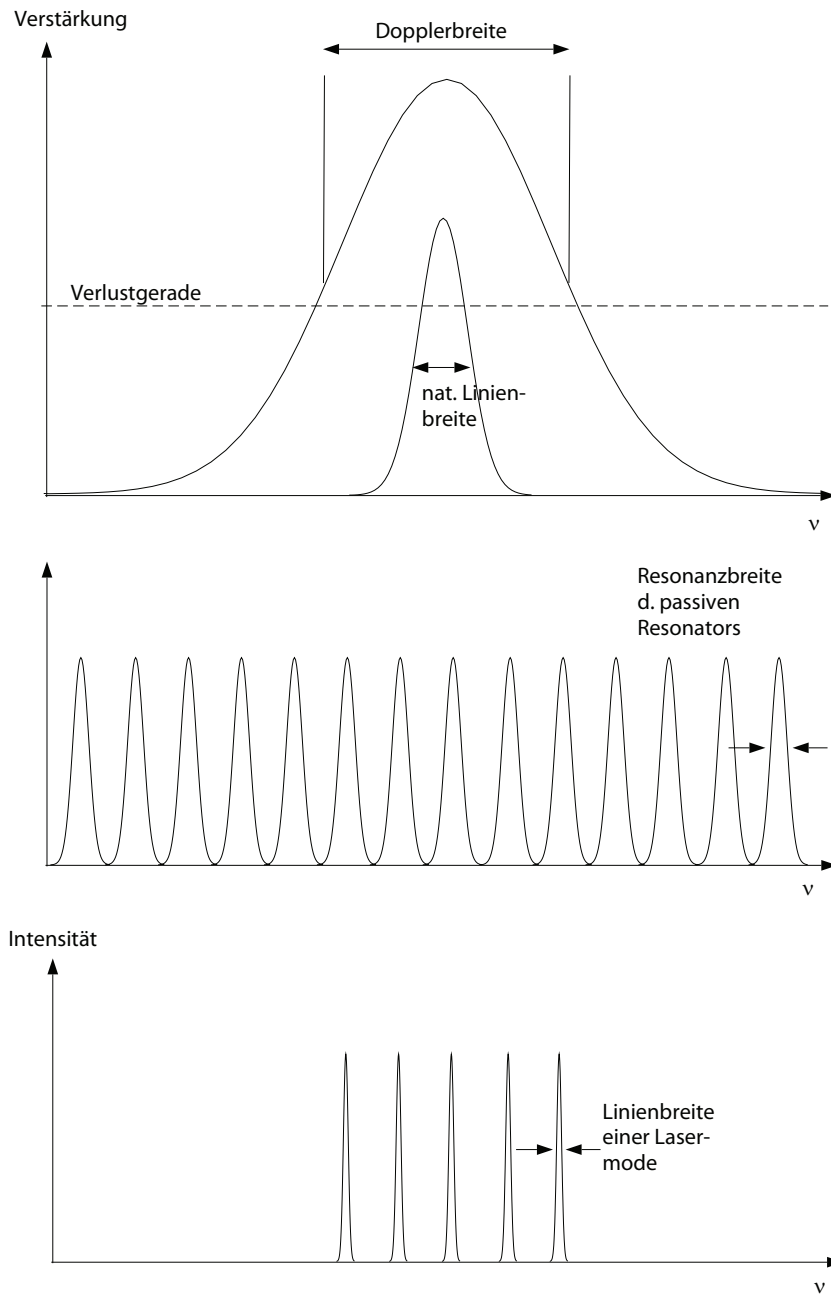 Verstärkung
Dopplerbreite
Verlustgerade
nat. Linien-
breite
ν
Resonanzbreite
d. passiven
Resonators
ν
Intensität
Linienbreite
einer Laser-
mode
ν